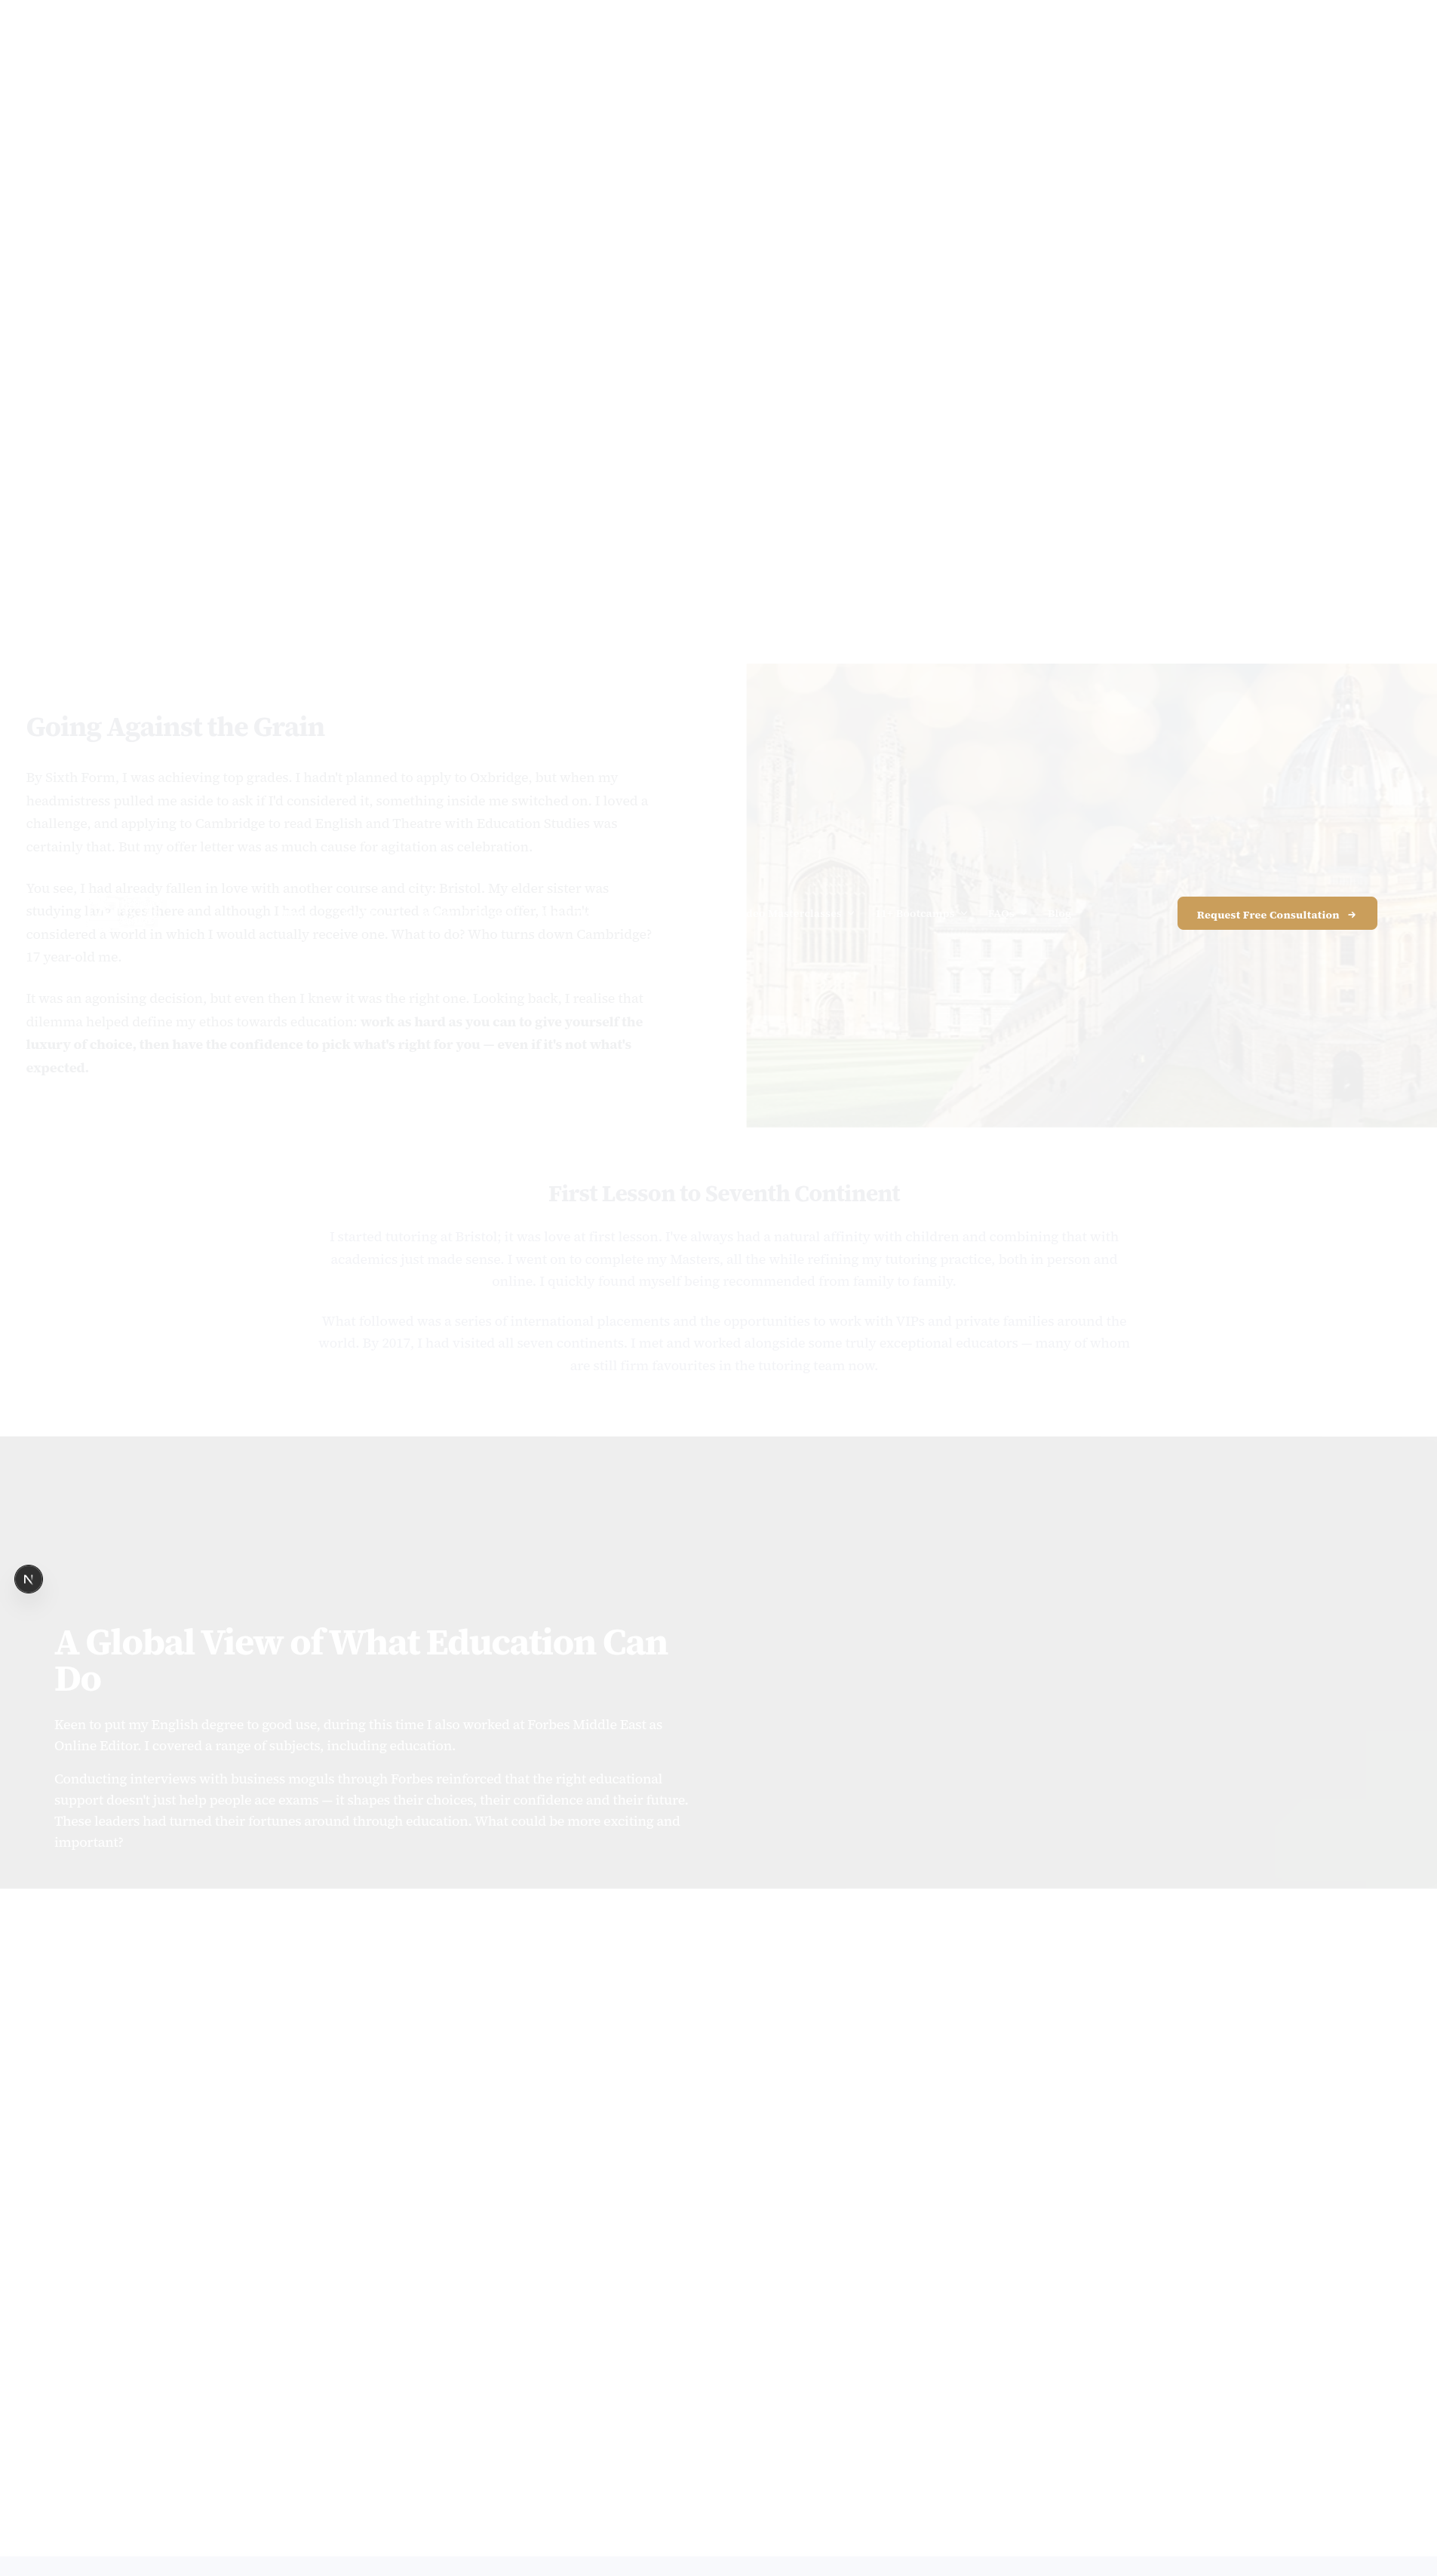 Going Against the Grain
By Sixth Form, I was achieving top grades. I hadn't planned to apply to Oxbridge, but when my
headmistress pulled me aside to ask if I'd considered it, something inside me switched on. I loved a
challenge, and applying to Cambridge to read English and Theatre with Education Studies was
certainly that. But my offer letter was as much cause for agitation as celebration.
You see, I had already fallen in love with another course and city: Bristol. My elder sister was
studying there and although I had doggedly courted a Cambridge offer, I hadn't
considered a world in which I would actually receive one. What to do? Who turns down Cambridge?
17 year-old me.
It was an agonising decision, but even then I knew it was the right one. Looking back, I realise that
dilemma helped define my ethos towards education: work as hard as you can to give yourself the
luxury of choice, then have the confidence to pick what's right for you — even if it's not what's
expected.
Request Free Consultation →
First Lesson to Seventh Continent
I started tutoring at Bristol; it was love at first lesson. I've always had a natural affinity with children and combining that with
academics just made sense. I went on to complete my Masters, all the while refining my tutoring practice, both in person and
online. I quickly found myself being recommended from family to family.
What followed was a series of international placements and the opportunities to work with VIPs and private families around the
world. By 2017, I had visited all seven continents. I met and worked alongside some truly exceptional educators — many of whom
are still firm favourites in the tutoring team now.
N
A Global View of What Education Can
Do
Keen to put my English degree to good use, during this time I also worked at Forbes Middle East as
Online Editor. I covered a range of subjects, including education.
Conducting interviews with business moguls through Forbes reinforced that the right educational
support doesn't just help people ace exams — it shapes their choices, their confidence and their future.
These leaders had turned their fortunes around through education. What could be more exciting and
important?